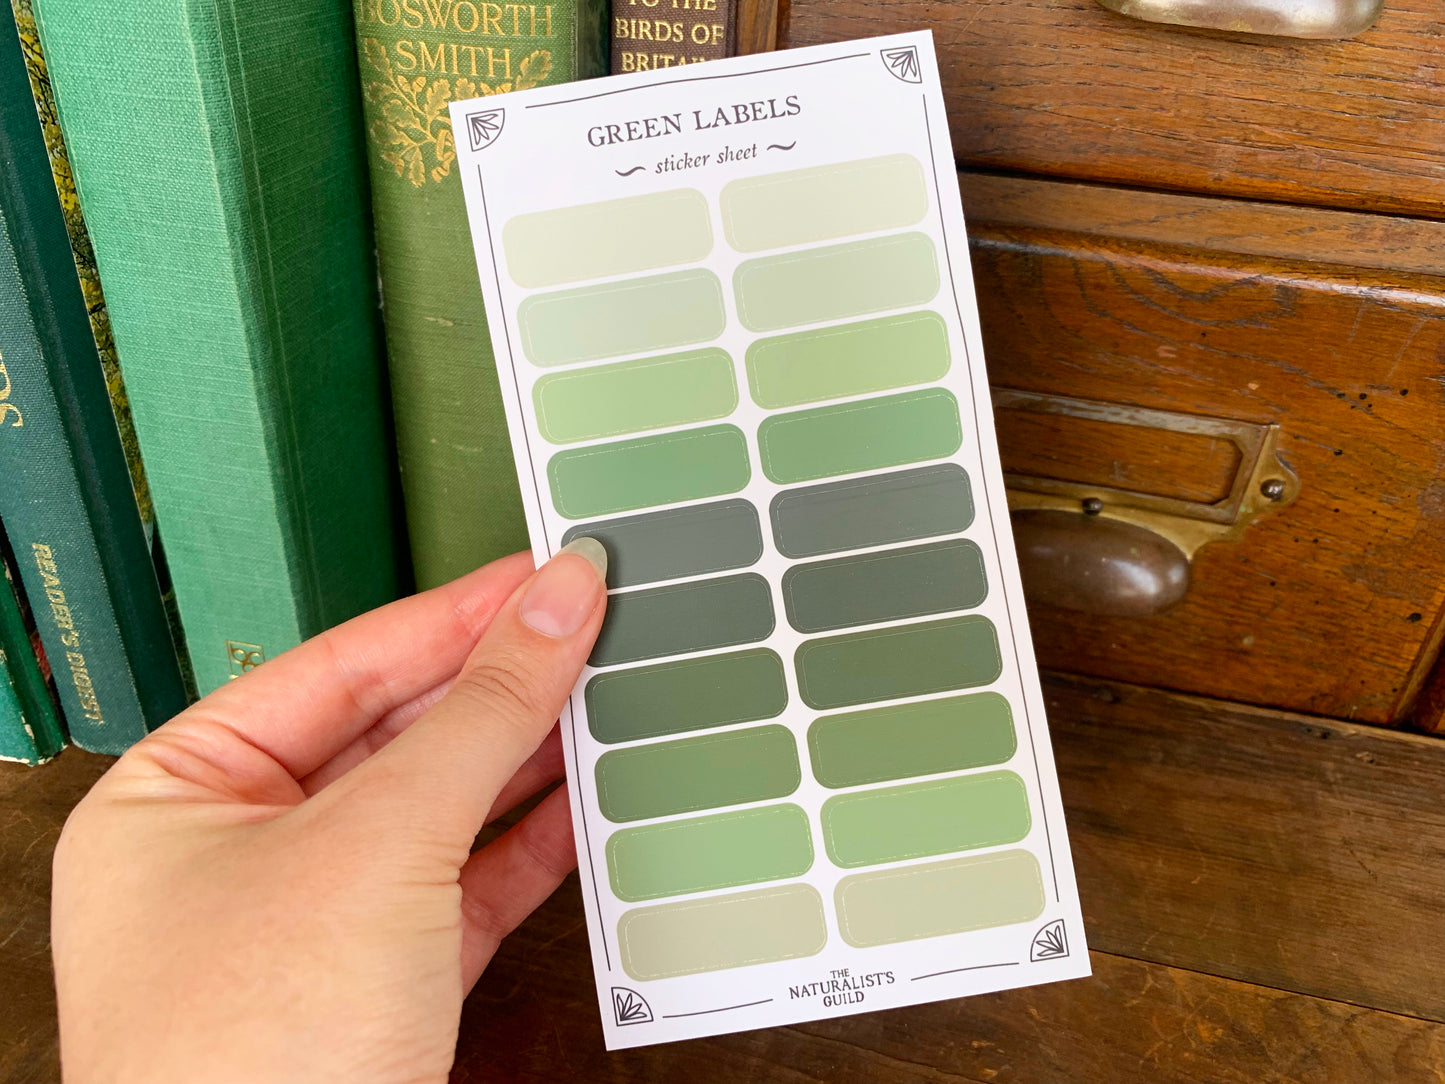 BOSWORTH
SMITH
TO THE
BIRDS OF
BRITAIN
READER'S DIGEST
GREEN LABELS
sticker sheet
THE
NATURALIST'S
GUILD